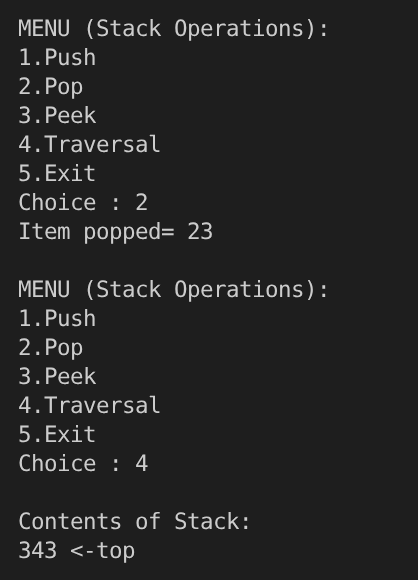 MENU (Stack Operations):
1.Push
2.Pop
3.Peek
4.Traversal
5.Exit
Choice : 2
Item popped= 23
MENU (Stack Operations):
1.Push
2.Pop
3.Peek
4.Traversal
5.Exit
Choice : 4
Contents of Stack:
343 <-top